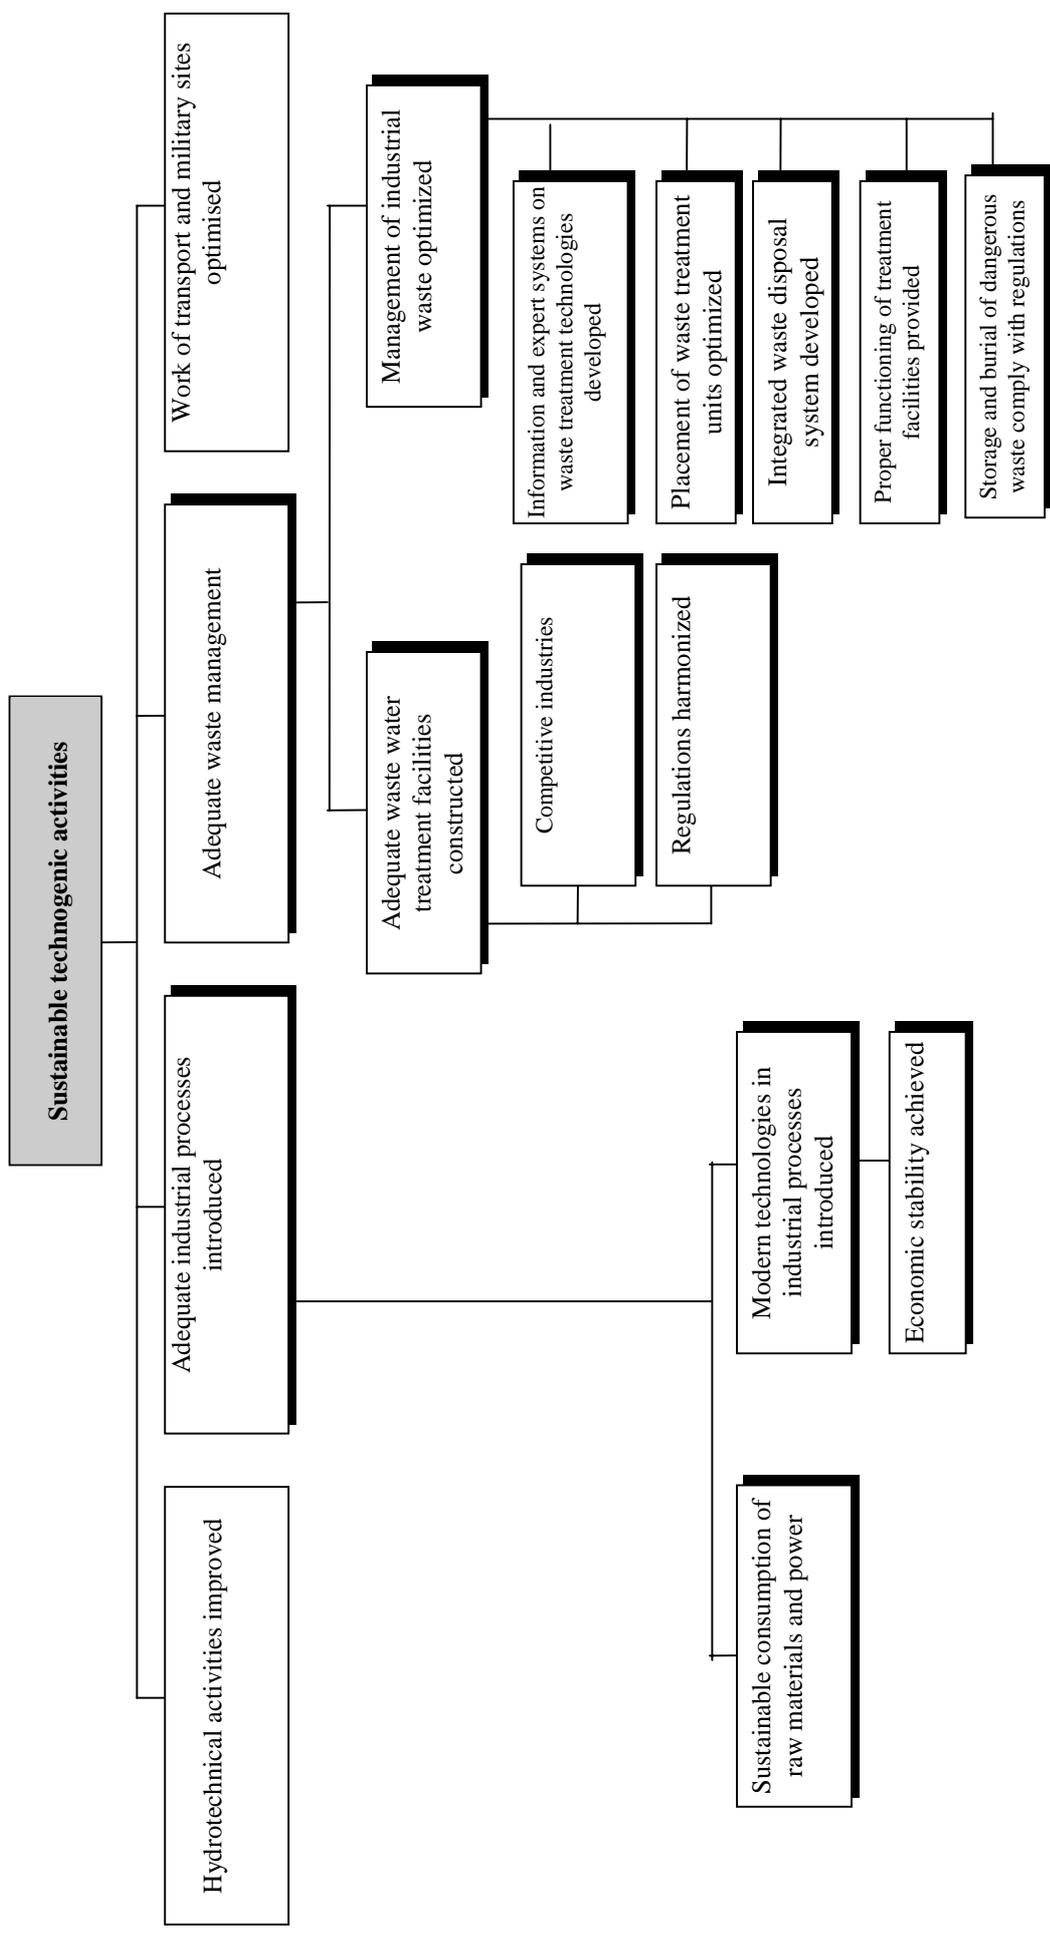 Sustainable technogenic activities
Hydrotechnical activities improved
Adequate industrial processes
introduced
Adequate waste management
Work of transport and military sites
optimised
Sustainable consumption of
raw materials and power
Modern technologies in
industrial processes
introduced
Economic stability achieved
Adequate waste water
treatment facilities
constructed
Competitive industries
Regulations harmonized
Management of industrial
waste optimized
Information and expert systems on
waste treatment technologies
developed
Placement of waste treatment
units optimized
Integrated waste disposal
system developed
Proper functioning of treatment
facilities provided
Storage and burial of dangerous
waste comply with regulations